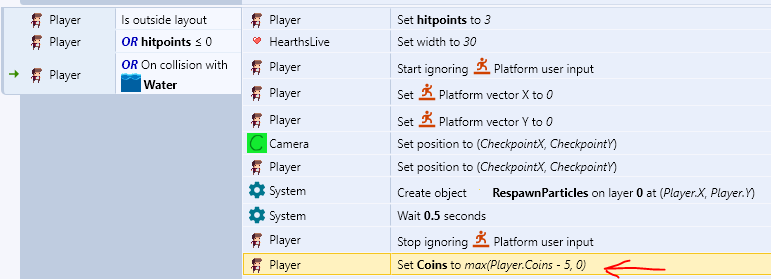 Player Is outside layout Player Set hitpoints to 3
Player OR hitpoints ≤ 0 HearthsLive Set width to 30
Player OR On collision with Water Player Start ignoring Platform user input
Player Set Platform vector X to 0
Player Set Platform vector Y to 0
C Camera Set position to (CheckpointX, CheckpointY)
Player Set position to (CheckpointX, CheckpointY)
System Create object RespawnParticles on layer 0 at (Player.X, Player.Y)
System Wait 0.5 seconds
Player Stop ignoring Platform user input
Player Set Coins to max(Player.Coins - 5, 0)